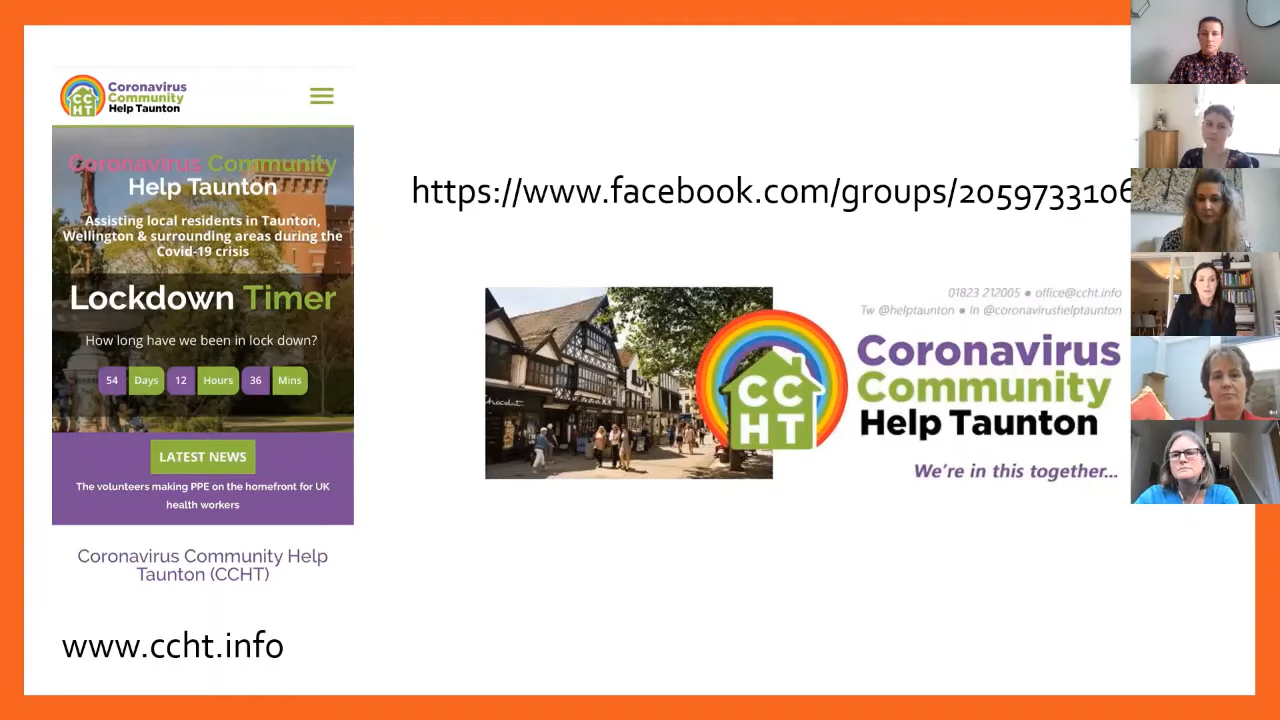 CC
HT
Coronavirus
Community
Help Taunton
Coronavirus Community
Help Taunton
Assisting local residents in Taunton,
Wellington & surrounding areas during the
Covid-19 crisis
Lockdown Timer
How long have we been in lock down?
54 Days 12 Hours 36 Mins
LATEST NEWS
The volunteers making PPE on the homefront for UK
health workers
Coronavirus Community Help
Taunton (CCHT)
www.ccht.info
https://www.facebook.com/groups/2059733106
01823 212005 ● office@ccht.info
Tw @helptaunton ● In @coronavirushelptaunton
CC
HT
Coronavirus
Community
Help Taunton
We're in this together...